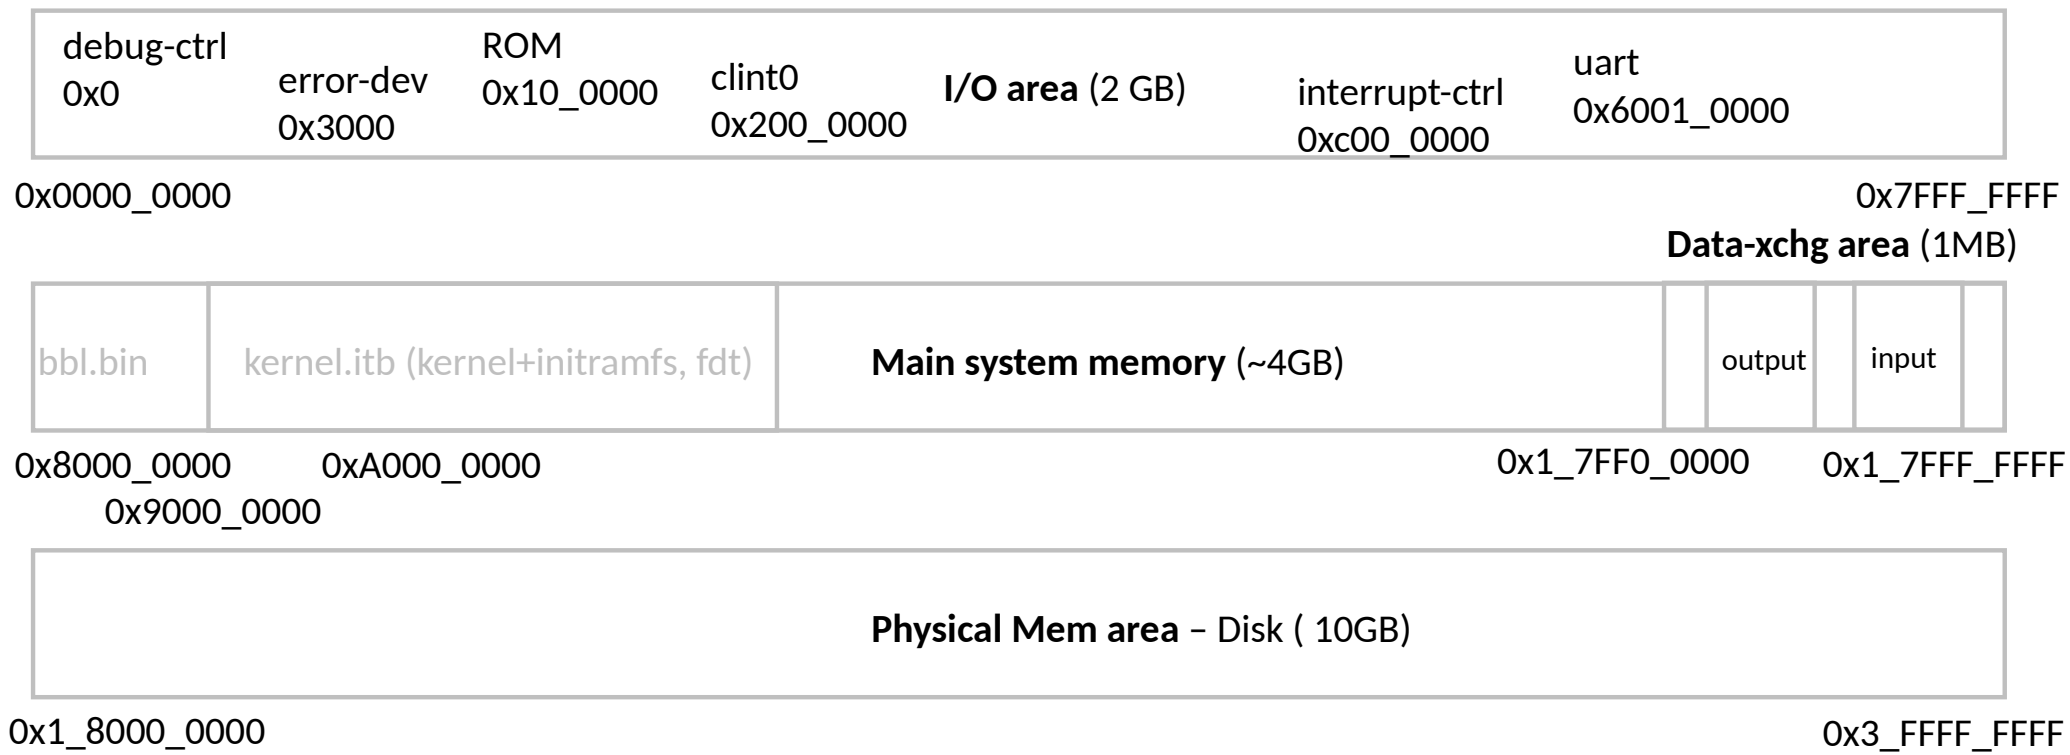 debug-ctrl
0x0
error-dev
0x3000
ROM
0x10_0000
clint0
0x200_0000
I/O area (2 GB)
interrupt-ctrl
0xc00_0000
uart
0x6001_0000
0x0000_0000
0x7FFF_FFFF
Data-xchg area (1MB)
bbl.bin
kernel.itb (kernel+initramfs, fdt)
Main system memory (~4GB)
output
input
0x8000_0000
0x9000_0000
0xA000_0000
0x1_7FF0_0000
0x1_7FFF_FFFF
Physical Mem area – Disk ( 10GB)
0x1_8000_0000
0x3_FFFF_FFFF